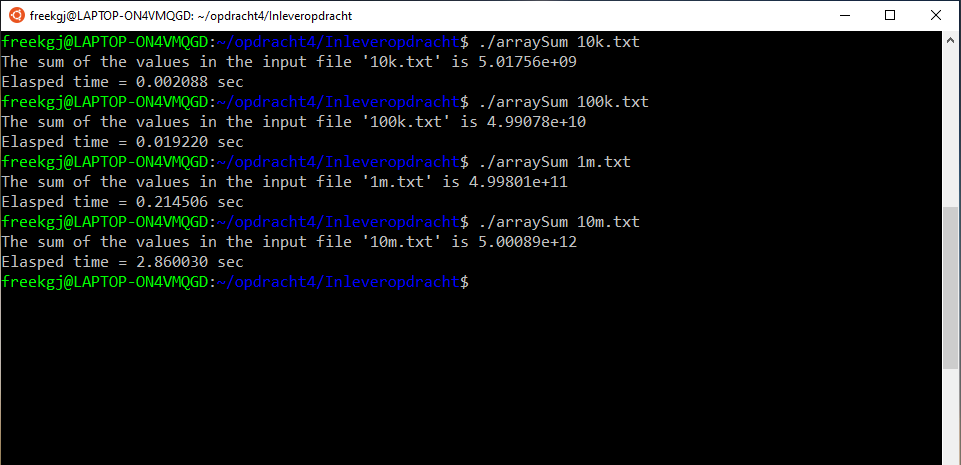 freekgj@LAPTOP-ON4VMQGD: ~/opdracht4/Inleveropdracht
freekgj@LAPTOP-ON4VMQGD:~/opdracht4/Inleveropdracht$ ./arraySum 10k.txt
The sum of the values in the input file '10k.txt' is 5.01756e+09
Elasped time = 0.002088 sec
freekgj@LAPTOP-ON4VMQGD:~/opdracht4/Inleveropdracht$ ./arraySum 100k.txt
The sum of the values in the input file '100k.txt' is 4.99078e+10
Elasped time = 0.019220 sec
freekgj@LAPTOP-ON4VMQGD:~/opdracht4/Inleveropdracht$ ./arraySum 1m.txt
The sum of the values in the input file '1m.txt' is 4.99801e+11
Elasped time = 0.214506 sec
freekgj@LAPTOP-ON4VMQGD:~/opdracht4/Inleveropdracht$ ./arraySum 10m.txt
The sum of the values in the input file '10m.txt' is 5.00089e+12
Elasped time = 2.860030 sec
freekgj@LAPTOP-ON4VMQGD:~/opdracht4/Inleveropdracht$